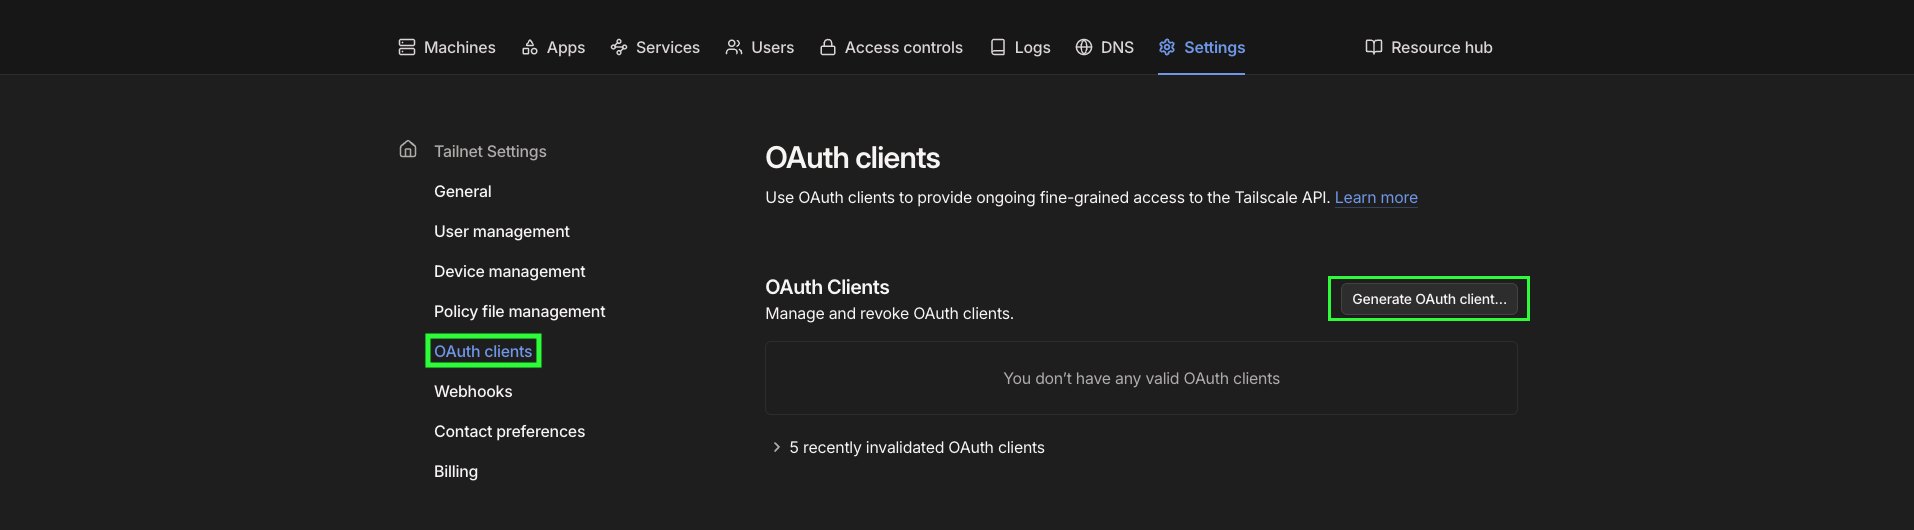 Machines Apps Services Users Access controls Logs DNS Settings Resource hub
Tailnet Settings
General
User management
Device management
Policy file management
OAuth clients
Webhooks
Contact preferences
Billing
OAuth clients
Use OAuth clients to provide ongoing fine-grained access to the Tailscale API. Learn more
OAuth Clients
Manage and revoke OAuth clients.
Generate OAuth client...
You don't have any valid OAuth clients
5 recently invalidated OAuth clients